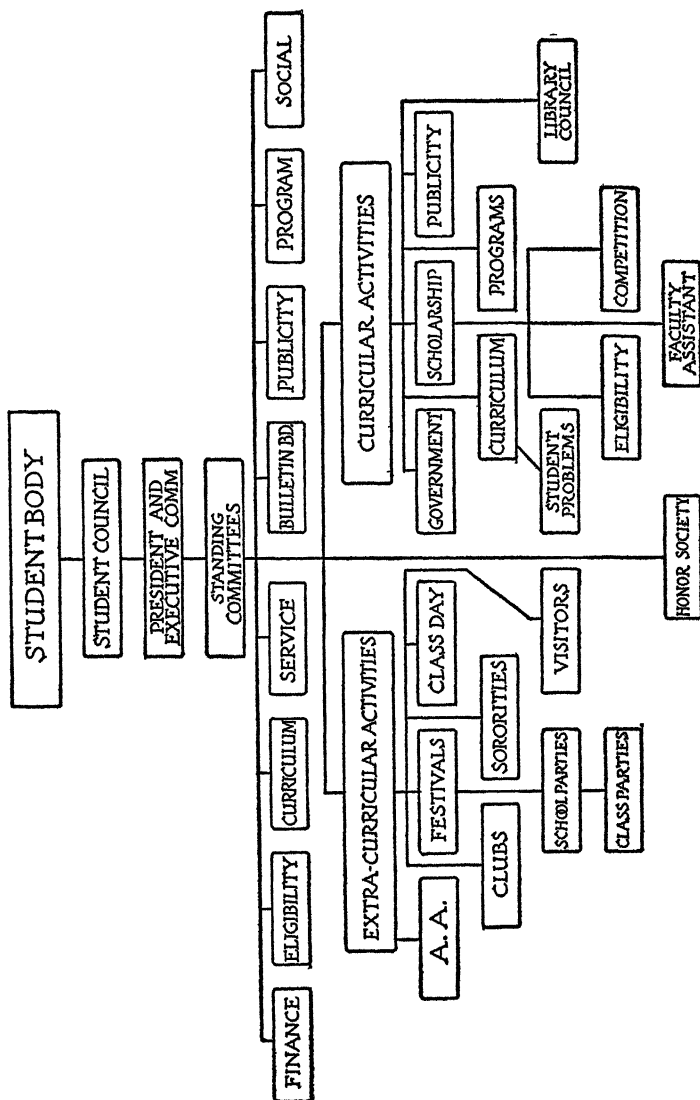 STUDENT BODY
STUDENT COUNCIL
PRESIDENT AND
EXECUTIVE COMM
STANDING
COMMITTEES
FINANCE
ELIGIBILITY
CURRICULUM
SERVICE
BULLETIN BD.
PUBLICITY
PROGRAM
SOCIAL
EXTRA-CURRICULAR ACTIVITIES
CURRICULAR ACTIVITIES
A. A.
FESTIVALS
CLASS DAY
GOVERNMENT
SCHOLARSHIP
PUBLICITY
CLUBS
SORORITIES
CURRICULUM
PROGRAMS
SCHOOL PARTIES
VISITORS
STUDENT
PROBLEMS
LIBRARY
COUNCIL
CLASS PARTIES
ELIGIBILITY
COMPETITION
HONOR SOCIETY
FACULTY
ASSISTANT